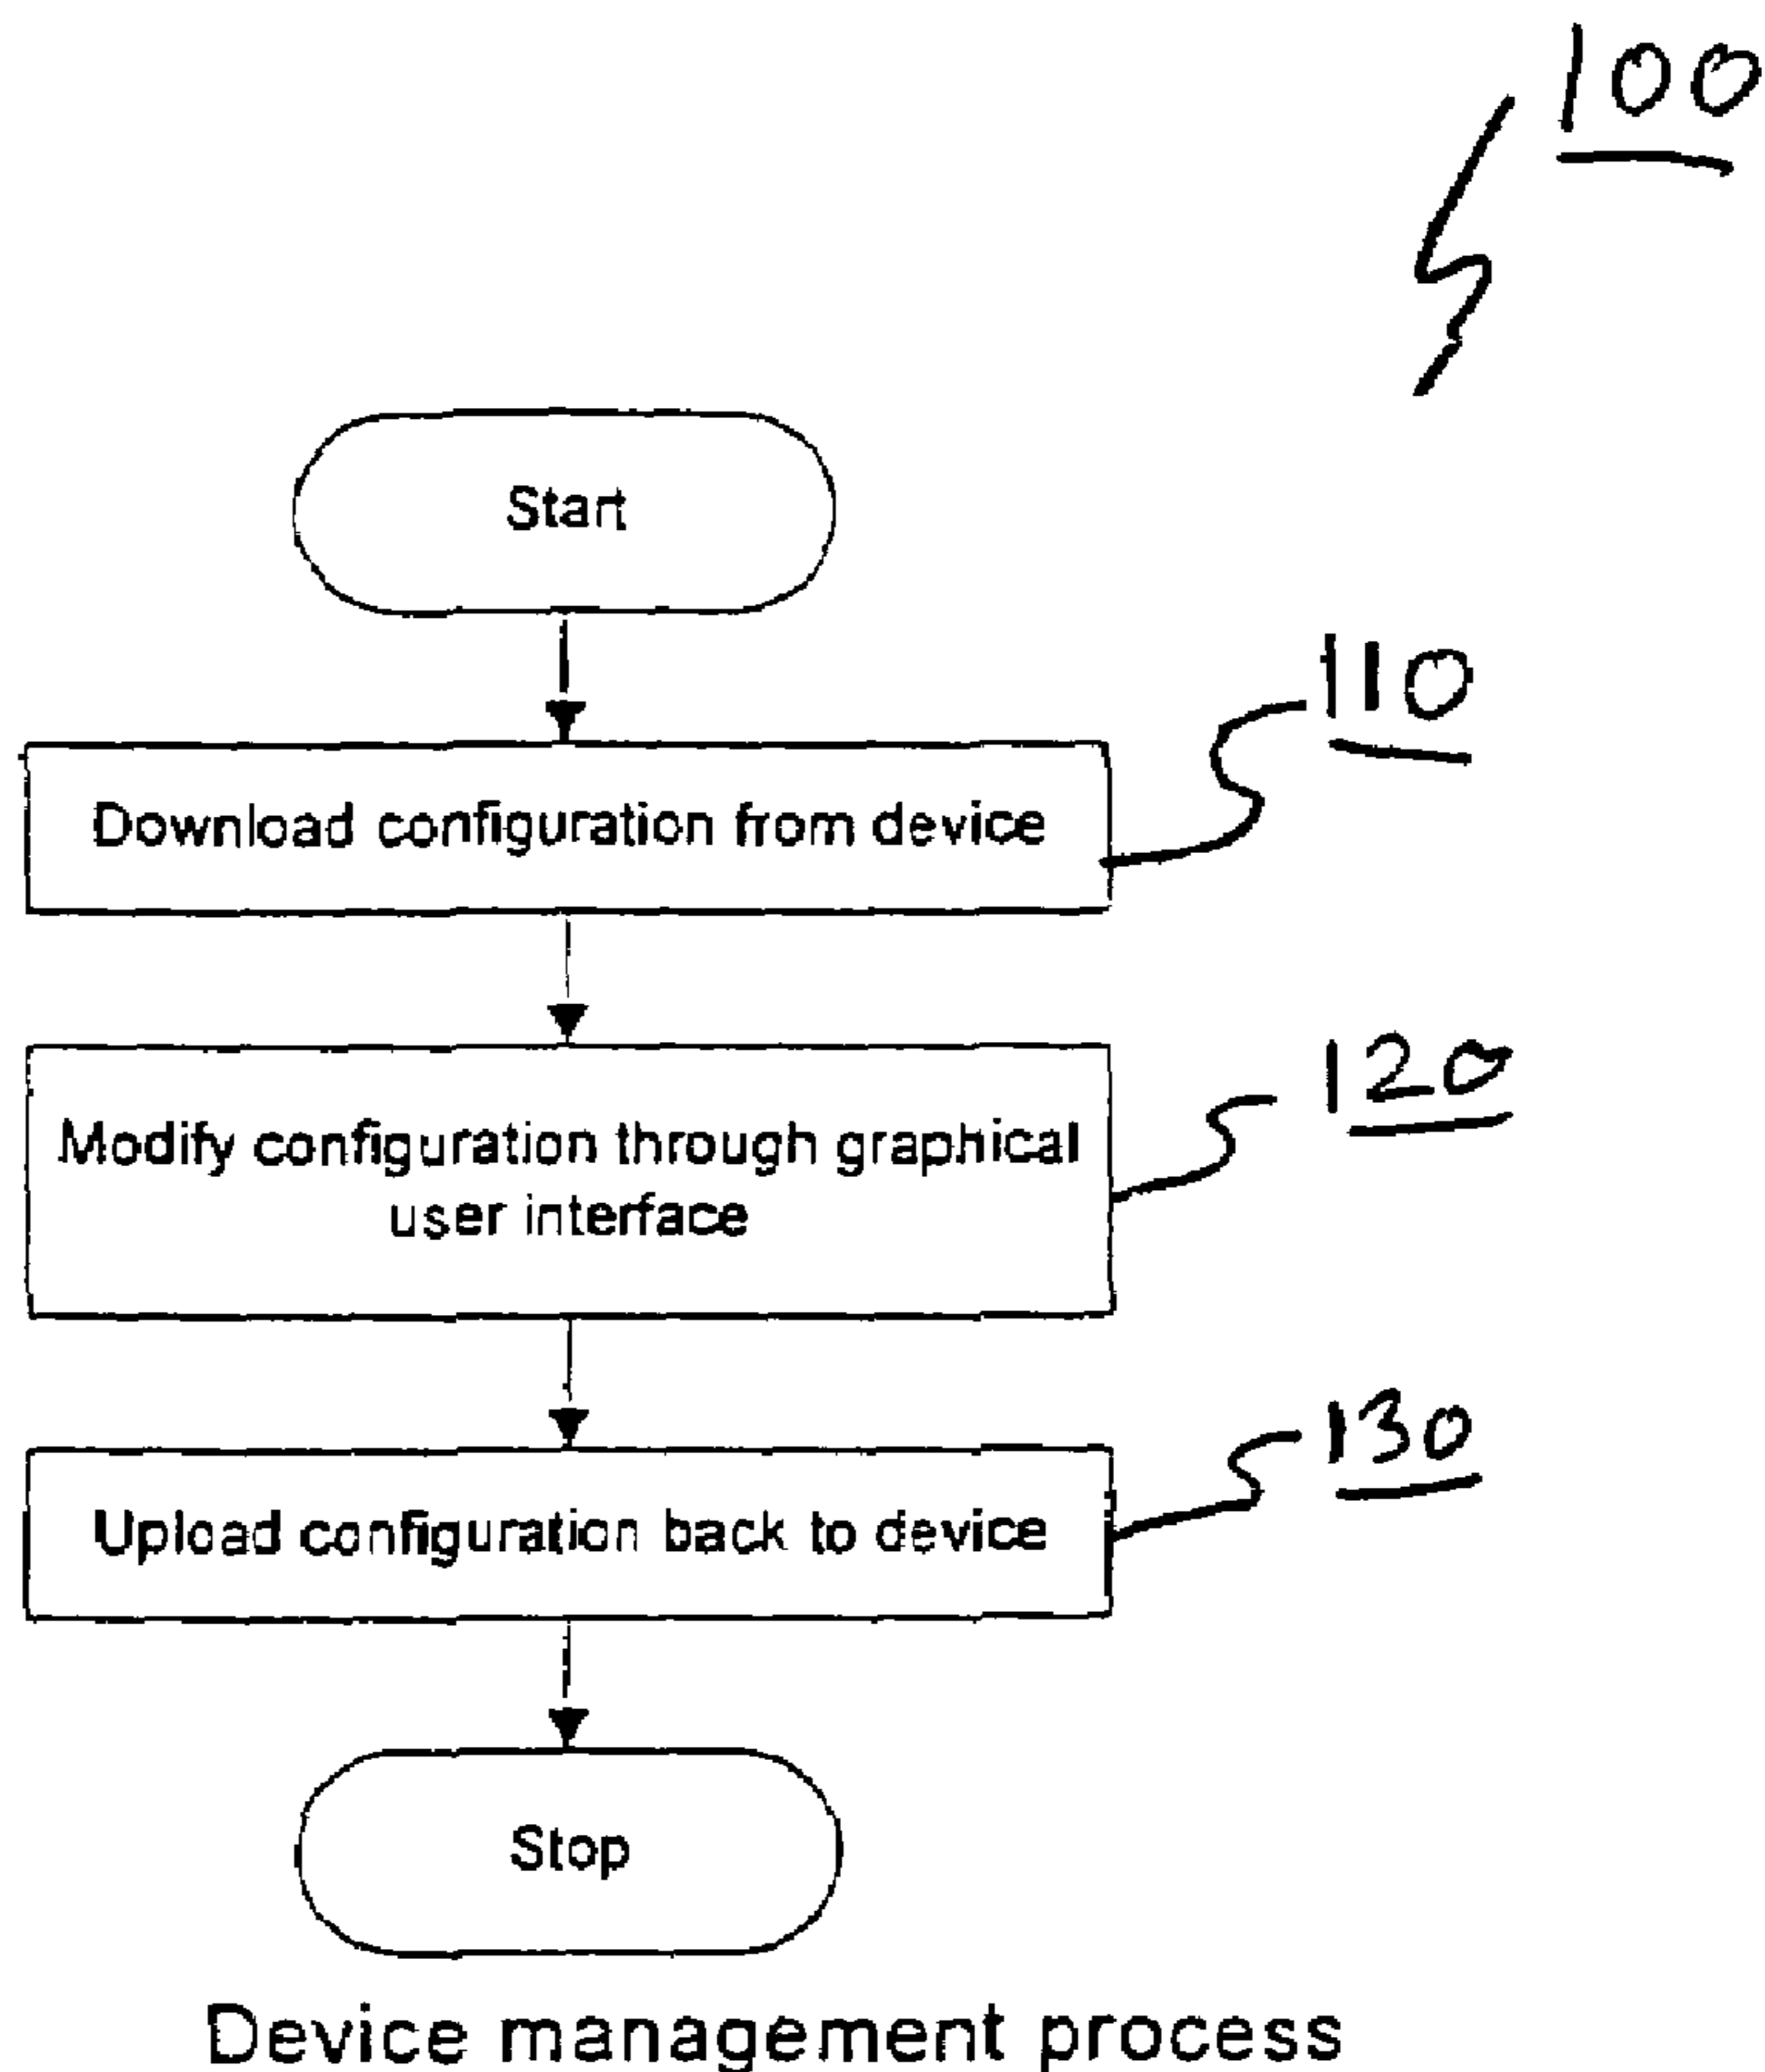 100
Start
110
Download configuration from device
120
Modify configuration through graphical
user interface
130
Upload configuration back to device
Stop
Device management process